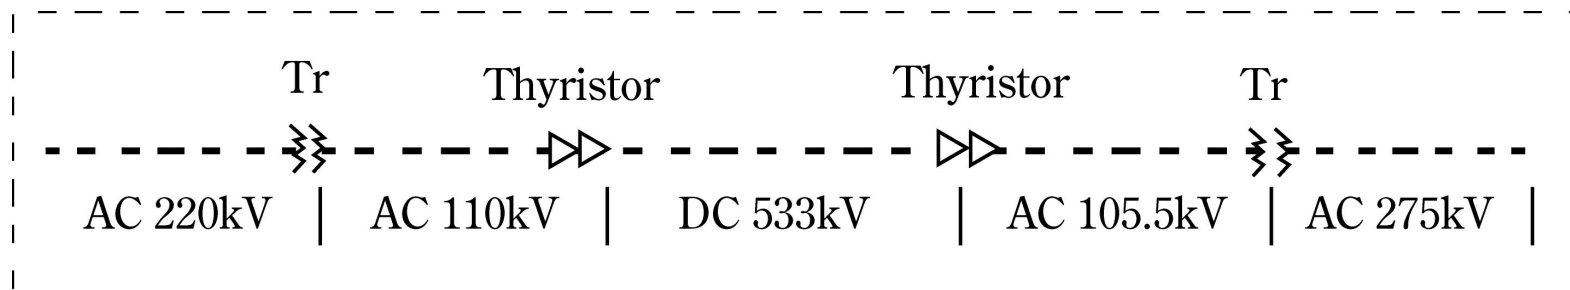 Tr Thyristor Thyristor Tr
AC 220kV AC 110kV DC 533kV AC 105.5kV AC 275kV